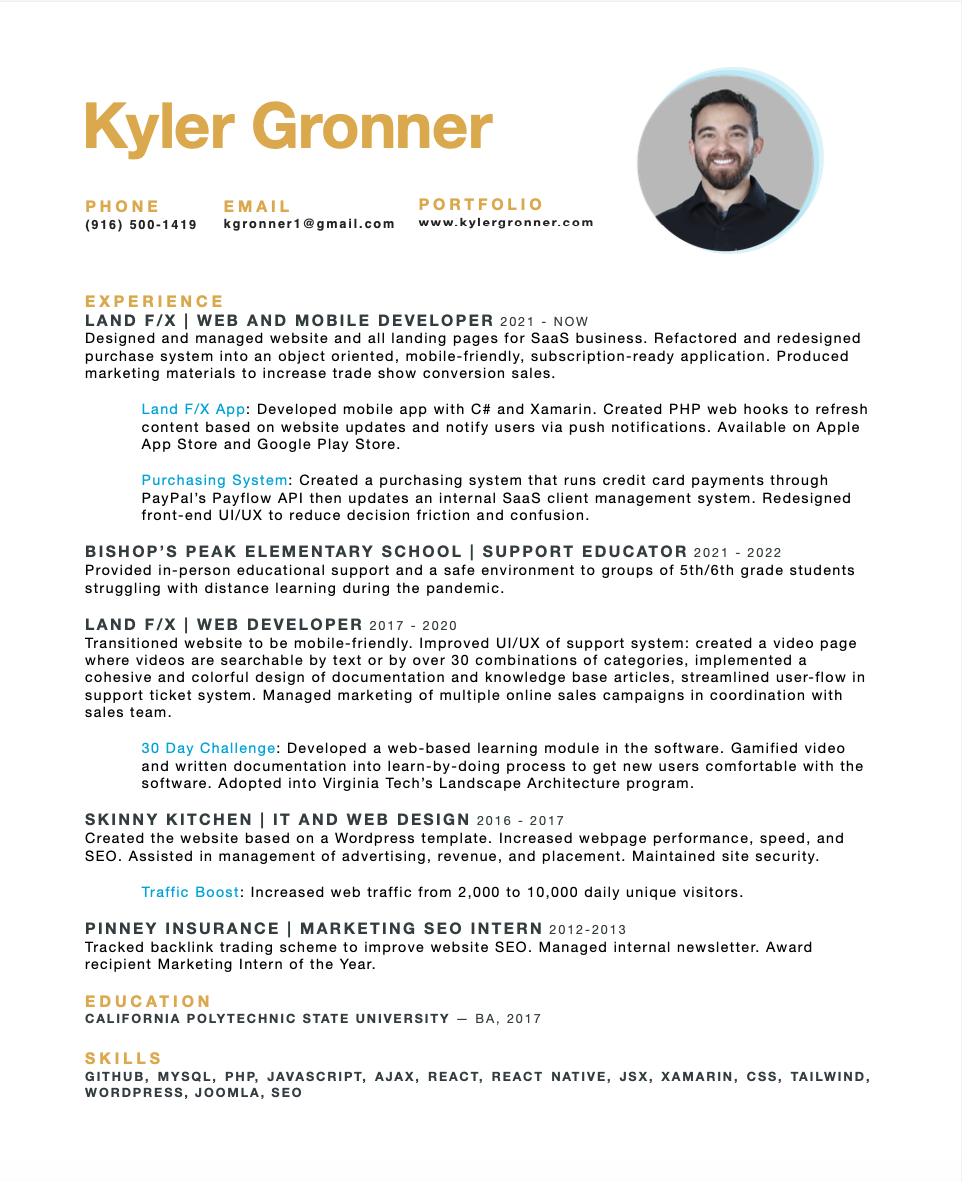 Kyler Gronner
PHONE
(916) 500-1419
EMAIL
kgronner1@gmail.com
PORTFOLIO
www.kylergronner.com
EXPERIENCE
LAND F/X | WEB AND MOBILE DEVELOPER 2021 - NOW
Designed and managed website and all landing pages for SaaS business. Refactored and redesigned
purchase system into an object oriented, mobile-friendly, subscription-ready application. Produced
marketing materials to increase trade show conversion sales.
Land F/X App: Developed mobile app with C# and Xamarin. Created PHP web hooks to refresh
content based on website updates and notify users via push notifications. Available on Apple
App Store and Google Play Store.
Purchasing System: Created a purchasing system that runs credit card payments through
PayPal’s Payflow API then updates an internal SaaS client management system. Redesigned
front-end UI/UX to reduce decision friction and confusion.
BISHOP’S PEAK ELEMENTARY SCHOOL | SUPPORT EDUCATOR 2021 - 2022
Provided in-person educational support and a safe environment to groups of 5th/6th grade students
struggling with distance learning during the pandemic.
LAND F/X | WEB DEVELOPER 2017 - 2020
Transitioned website to be mobile-friendly. Improved UI/UX of support system: created a video page
where videos are searchable by text or by over 30 combinations of categories, implemented a
cohesive and colorful design of documentation and knowledge base articles, streamlined user-flow in
support ticket system. Managed marketing of multiple online sales campaigns in coordination with
sales team.
30 Day Challenge: Developed a web-based learning module in the software. Gamified video
and written documentation into learn-by-doing process to get new users comfortable with the
software. Adopted into Virginia Tech’s Landscape Architecture program.
SKINNY KITCHEN | IT AND WEB DESIGN 2016 - 2017
Created the website based on a Wordpress template. Increased webpage performance, speed, and
SEO. Assisted in management of advertising, revenue, and placement. Maintained site security.
Traffic Boost: Increased web traffic from 2,000 to 10,000 daily unique visitors.
PINNEY INSURANCE | MARKETING SEO INTERN 2012-2013
Tracked backlink trading scheme to improve website SEO. Managed internal newsletter. Award
recipient Marketing Intern of the Year.
EDUCATION
CALIFORNIA POLYTECHNIC STATE UNIVERSITY — BA, 2017
SKILLS
GITHUB, MYSQL, PHP, JAVASCRIPT, AJAX, REACT, REACT NATIVE, JSX, XAMARIN, CSS, TAILWIND,
WORDPRESS, JOOMLA, SEO